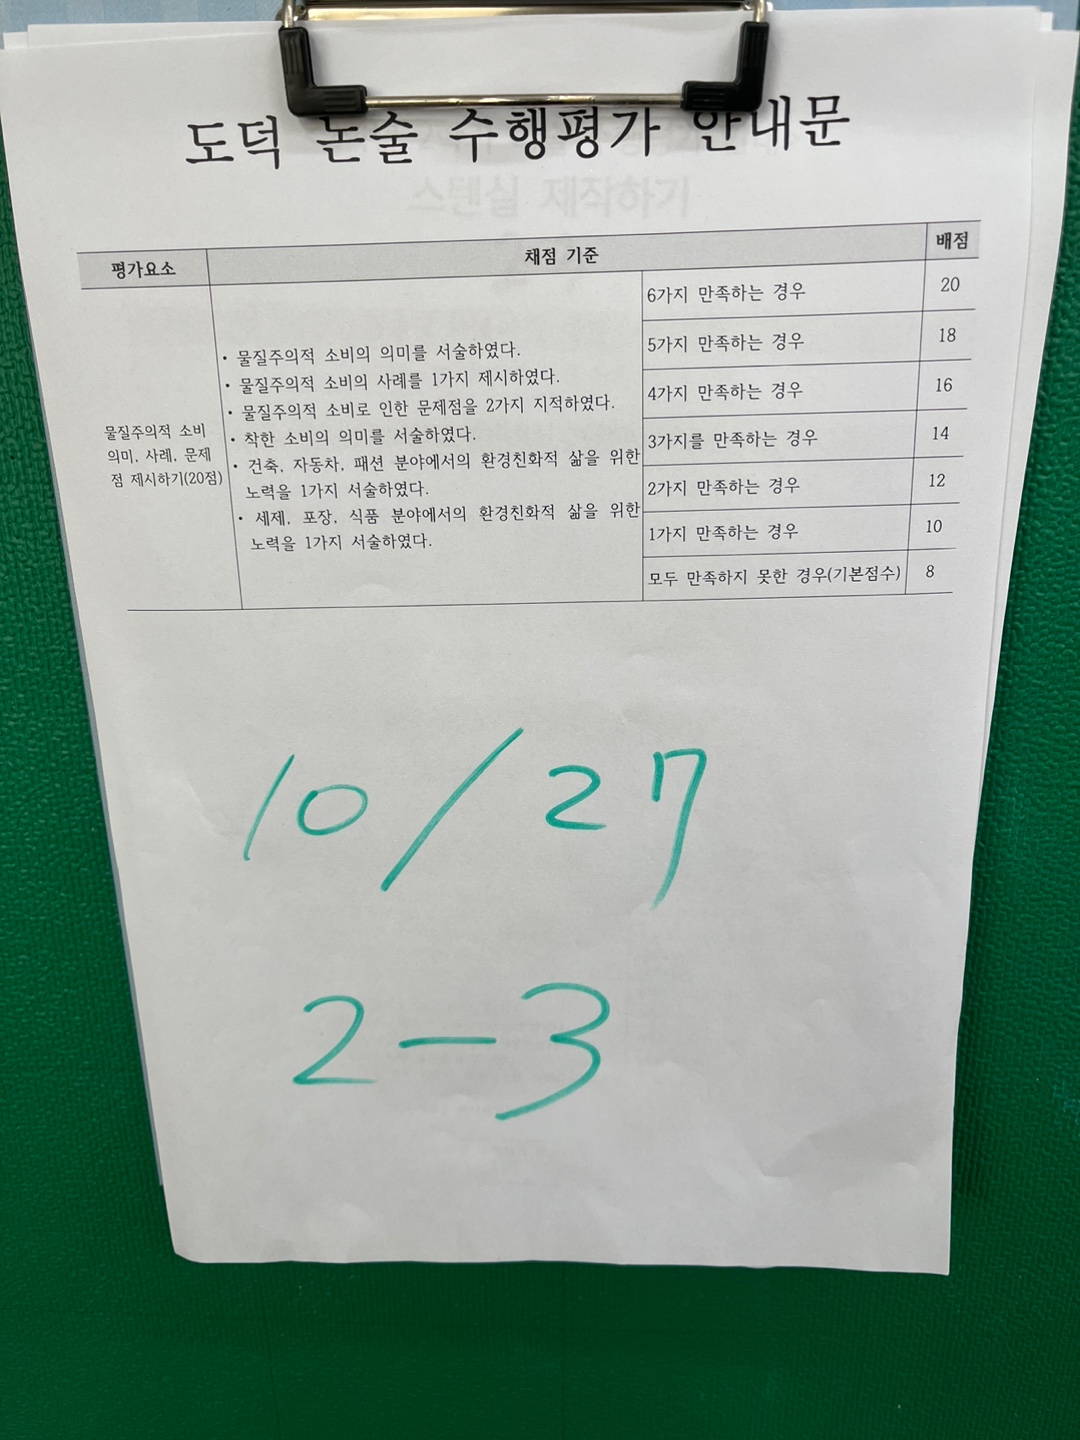 도덕 논술 수행평가 안내문
스텐실 제작하기
평가요소 채점 기준 배점
물질주의적 소비
의미, 사례, 문제
점 제시하기(20점)
• 물질주의적 소비의 의미를 서술하였다.
• 물질주의적 소비의 사례를 1가지 제시하였다.
• 물질주의적 소비로 인한 문제점을 2가지 지적하였다.
• 착한 소비의 의미를 서술하였다.
• 건축, 자동차, 패션 분야에서의 환경친화적 삶을 위한
노력을 1가지 서술하였다.
• 세제, 포장, 식품 분야에서의 환경친화적 삶을 위한
노력을 1가지 서술하였다.
6가지 만족하는 경우 20
5가지 만족하는 경우 18
4가지 만족하는 경우 16
3가지를 만족하는 경우 14
2가지 만족하는 경우 12
1가지 만족하는 경우 10
모두 만족하지 못한 경우(기본점수) 8
10/27
2-3